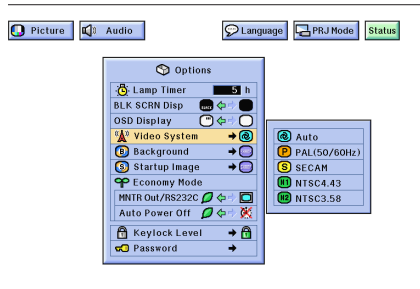 Picture Audio Language PRJ Mode Status
Options
Lamp Timer 5 h
BLK SCRN Disp
OSD Display
Video System
Background
Startup Image
Economy Mode
MNTR Out/RS232C
Auto Power Off
Keylock Level
Password
Auto
P PAL(50/60Hz)
S SECAM
N1 NTSC4.43
N2 NTSC3.58